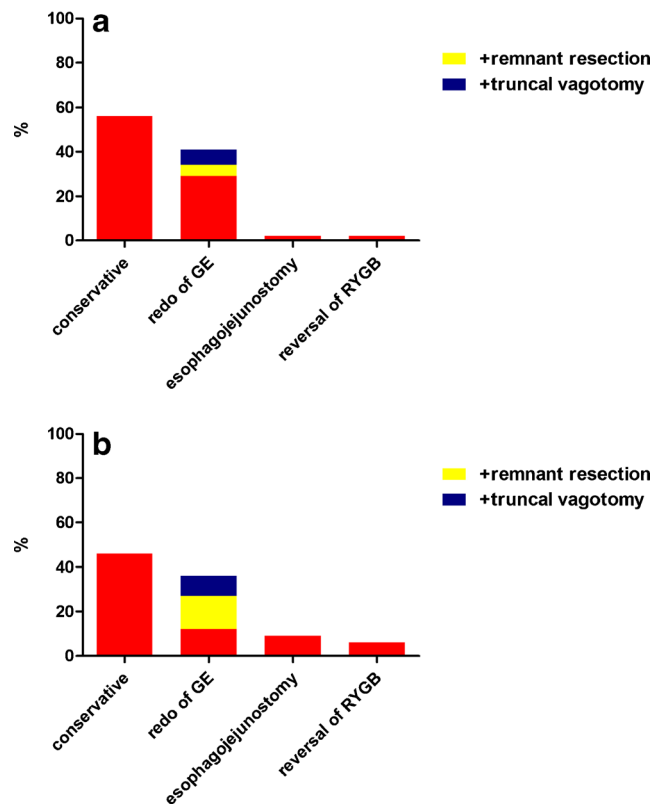 a
100
80
60
40
20
0
%
conservative
redo of GE
esophagojejunostomy
reversal of RYGB
+remnant resection
+truncal vagotomy
b
100
80
60
40
20
0
%
conservative
redo of GE
esophagojejunostomy
reversal of RYGB
+remnant resection
+truncal vagotomy